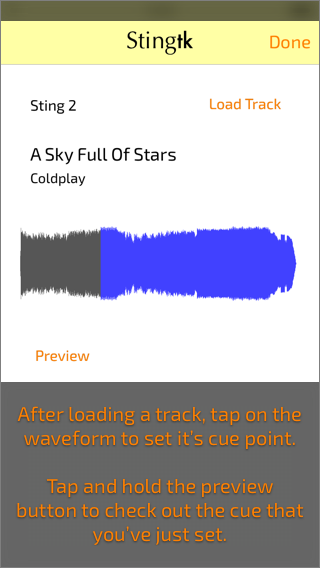 Stingtk
Done
Sting 2
Load Track
A Sky Full Of Stars
Coldplay
Preview
After loading a track, tap on the
waveform to set it's cue point.
Tap and hold the preview
button to check out the cue that
you've just set.